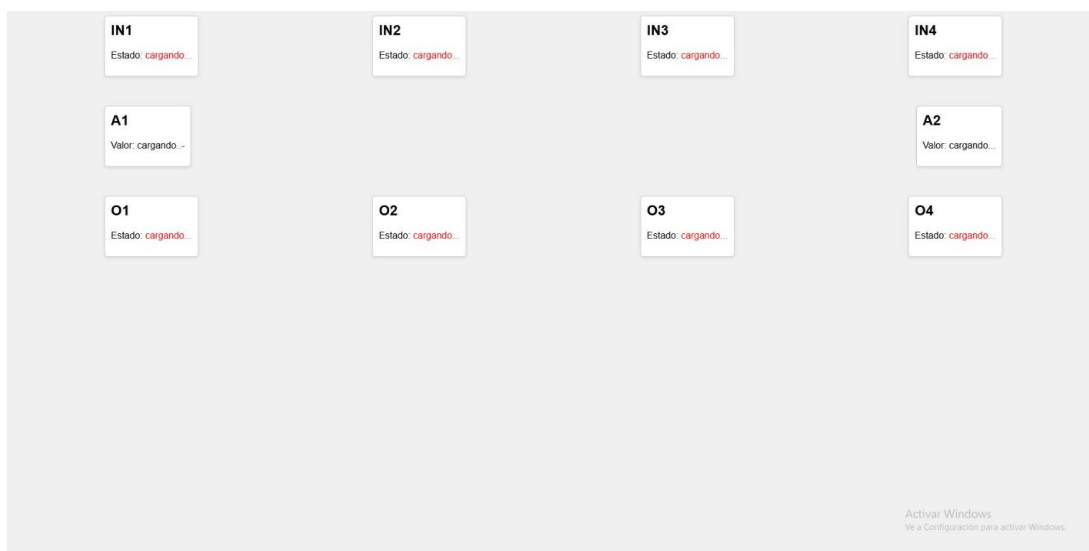 IN1
IN2
IN3
IN4
Estado: cargando...
Estado: cargando...
Estado: cargando...
Estado: cargando...
A1
A2
Valor: cargando..-
Valor: cargando...
O1
O2
O3
O4
Estado: cargando...
Estado: cargando...
Estado: cargando...
Estado: cargando...
Activar Windows
Ve a Configuración para activar Windows.